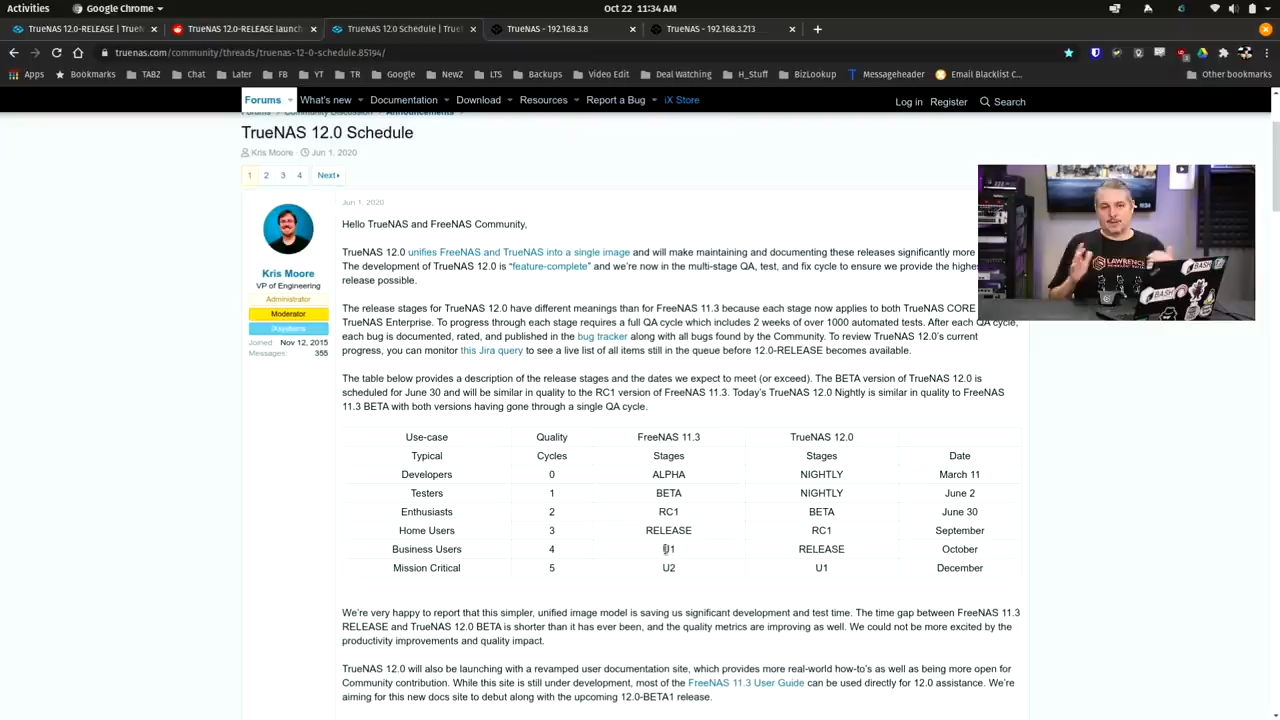 Activities
Google Chrome
Oct 22 11:34 AM
TrueNAS 12.0-RELEASE | True
TrueNAS 12.0-RELEASE launch
TrueNAS 12.0 Schedule | True
TrueNAS - 192.168.3.8
TrueNAS - 192.168.3.213
truenas.com/community/threads/truenas-12-0-schedule.85194/
Apps
Bookmarks
TAB2
Chat
Later
FB
YT
TR
Google
New2
LTS
Backups
Video Edit
Deal Watching
H_Stuff
BizLookup
Messageheader
Email Blacklist C...
Other bookmarks
Forums
What's new
Documentation
Download
Resources
Report a Bug
iX Store
Log in
Register
Search
Forums
Community Discussion
Announcements
TrueNAS 12.0 Schedule
Kris Moore · Jun 1, 2020
1 2 3 4 Next
Kris Moore
VP of Engineering
Administrator
Moderator
iXsystems
Joined Nov 12, 2015
Messages: 355
Jun 1, 2020
Hello TrueNAS and FreeNAS Community,
TrueNAS 12.0 unifies FreeNAS and TrueNAS into a single image and will make maintaining and documenting these releases significantly more
The development of TrueNAS 12.0 is “feature-complete” and we’re now in the multi-stage QA, test, and fix cycle to ensure we provide the highes
release possible.
The release stages for TrueNAS 12.0 have different meanings than for FreeNAS 11.3 because each stage now applies to both TrueNAS CORE
TrueNAS Enterprise. To progress through each stage requires a full QA cycle which includes 2 weeks of over 1000 automated tests. After each QA cycle,
each bug is documented, rated, and published in the bug tracker along with all bugs found by the Community. To review TrueNAS 12.0's current
progress, you can monitor this Jira query to see a live list of all items still in the queue before 12.0-RELEASE becomes available.
The table below provides a description of the release stages and the dates we expect to meet (or exceed). The BETA version of TrueNAS 12.0 is
scheduled for June 30 and will be similar in quality to the RC1 version of FreeNAS 11.3. Today’s TrueNAS 12.0 Nightly is similar in quality to FreeNAS
11.3 BETA with both versions having gone through a single QA cycle.
Use-case Quality FreeNAS 11.3 TrueNAS 12.0
Typical Cycles Stages Stages Date
Developers 0 ALPHA NIGHTLY March 11
Testers 1 BETA NIGHTLY June 2
Enthusiasts 2 RC1 BETA June 30
Home Users 3 RELEASE RC1 September
Business Users 4 U1 RELEASE October
Mission Critical 5 U2 U1 December
We’re very happy to report that this simpler, unified image model is saving us significant development and test time. The time gap between FreeNAS 11.3
RELEASE and TrueNAS 12.0 BETA is shorter than it has ever been, and the quality metrics are improving as well. We could not be more excited by the
productivity improvements and quality impact.
TrueNAS 12.0 will also be launching with a revamped user documentation site, which provides more real-world how-to’s as well as being more open for
Community contribution. While this site is still under development, most of the FreeNAS 11.3 User Guide can be used directly for 12.0 assistance. We’re
aiming for this new docs site to debut along with the upcoming 12.0-BETA1 release.